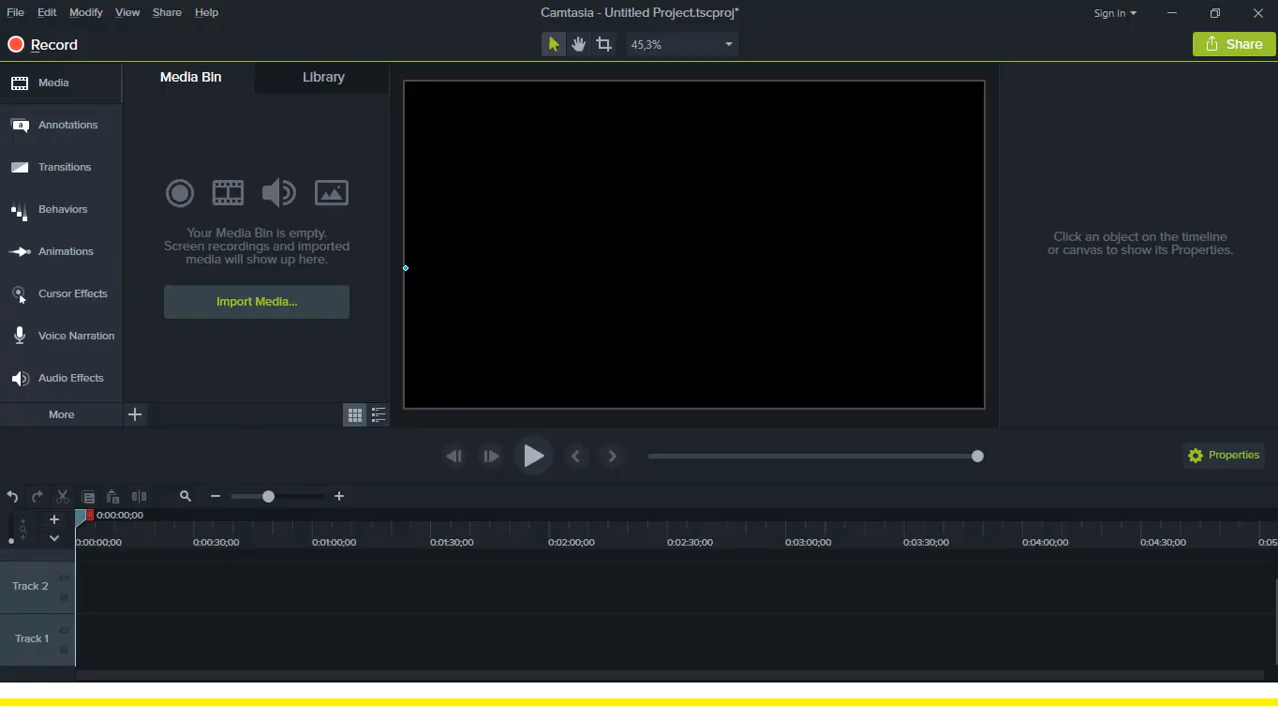 File Edit Modify View Share Help
Camtasia - Untitled Project.tscproj*
Sign In
Record
45,3%
Share
Media
Annotations
Transitions
Behaviors
Animations
Cursor Effects
Voice Narration
Audio Effects
More
Media Bin
Library
Your Media Bin is empty.
Screen recordings and imported
media will show up here.
Import Media...
Click an object on the timeline
or canvas to show its Properties.
Properties
0:00:00;00
0:00:00;00 0:00:30;00 0:01:00;00 0:01:30;00 0:02:00;00 0:02:30;00 0:03:00;00 0:03:30;00 0:04:00;00 0:04:30;00 0:05
Track 2
Track 1